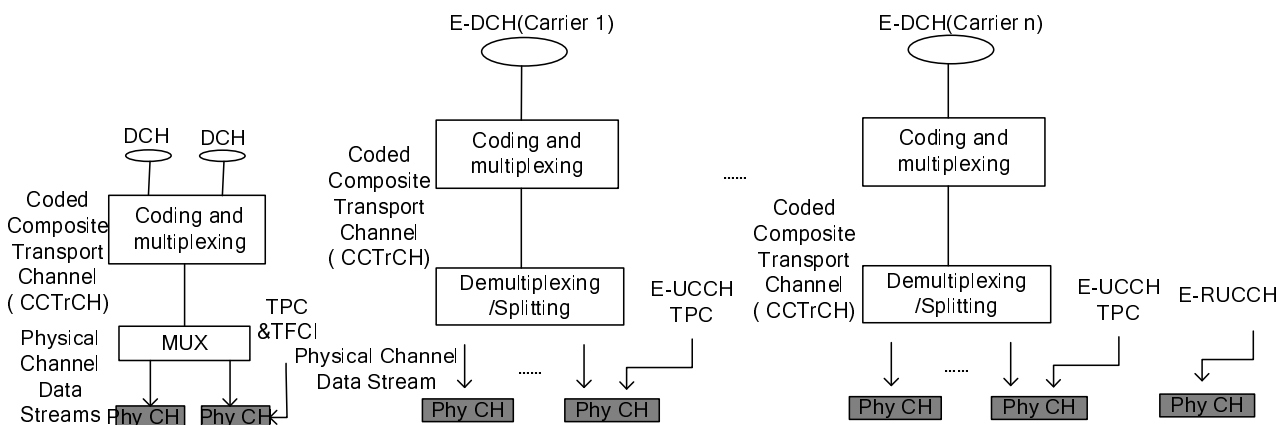 E-DCH(Carrier 1)
E-DCH(Carrier n)
DCH
DCH
Coded
Composite
Transport
Channel
( CCTrCH)
Coding and
multiplexing
MUX
TPC
&TFCI
Physical
Channel
Data
Streams
Phy CH
Phy CH
Coded
Composite
Transport
Channel
( CCTrCH)
Coding and
multiplexing
Demultiplexing
/Splitting
E-UCCH
TPC
Physical Channel
Data Stream
......
Phy CH
Phy CH
......
Coded
Composite
Transport
Channel
( CCTrCH)
Coding and
multiplexing
Demultiplexing
/Splitting
E-UCCH
TPC
E-RUCCH
......
Phy CH
Phy CH
Phy CH